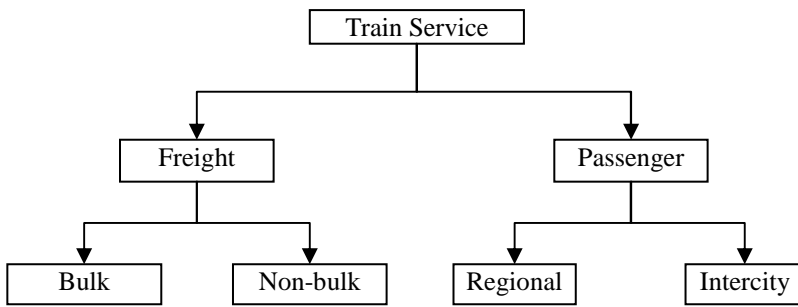 Train Service
Freight
Passenger
Bulk
Non-bulk
Regional
Intercity